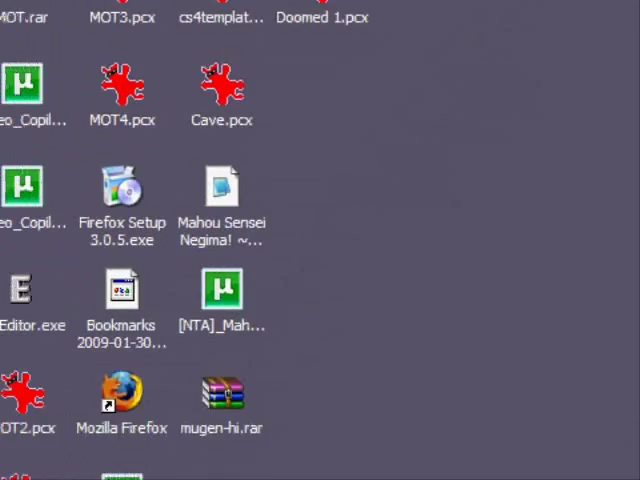 MOT.rar MOT3.pcx cs4templat... Doomed 1.pcx
eo_Copil... MOT4.pcx Cave.pcx
eo_Copil... Firefox Setup Mahou Sensei
3.0.5.exe Negima! ~...
E
Editor.exe Bookmarks [NTA]_Mah...
2009-01-30...
OT2.pcx Mozilla Firefox mugen-hi.rar